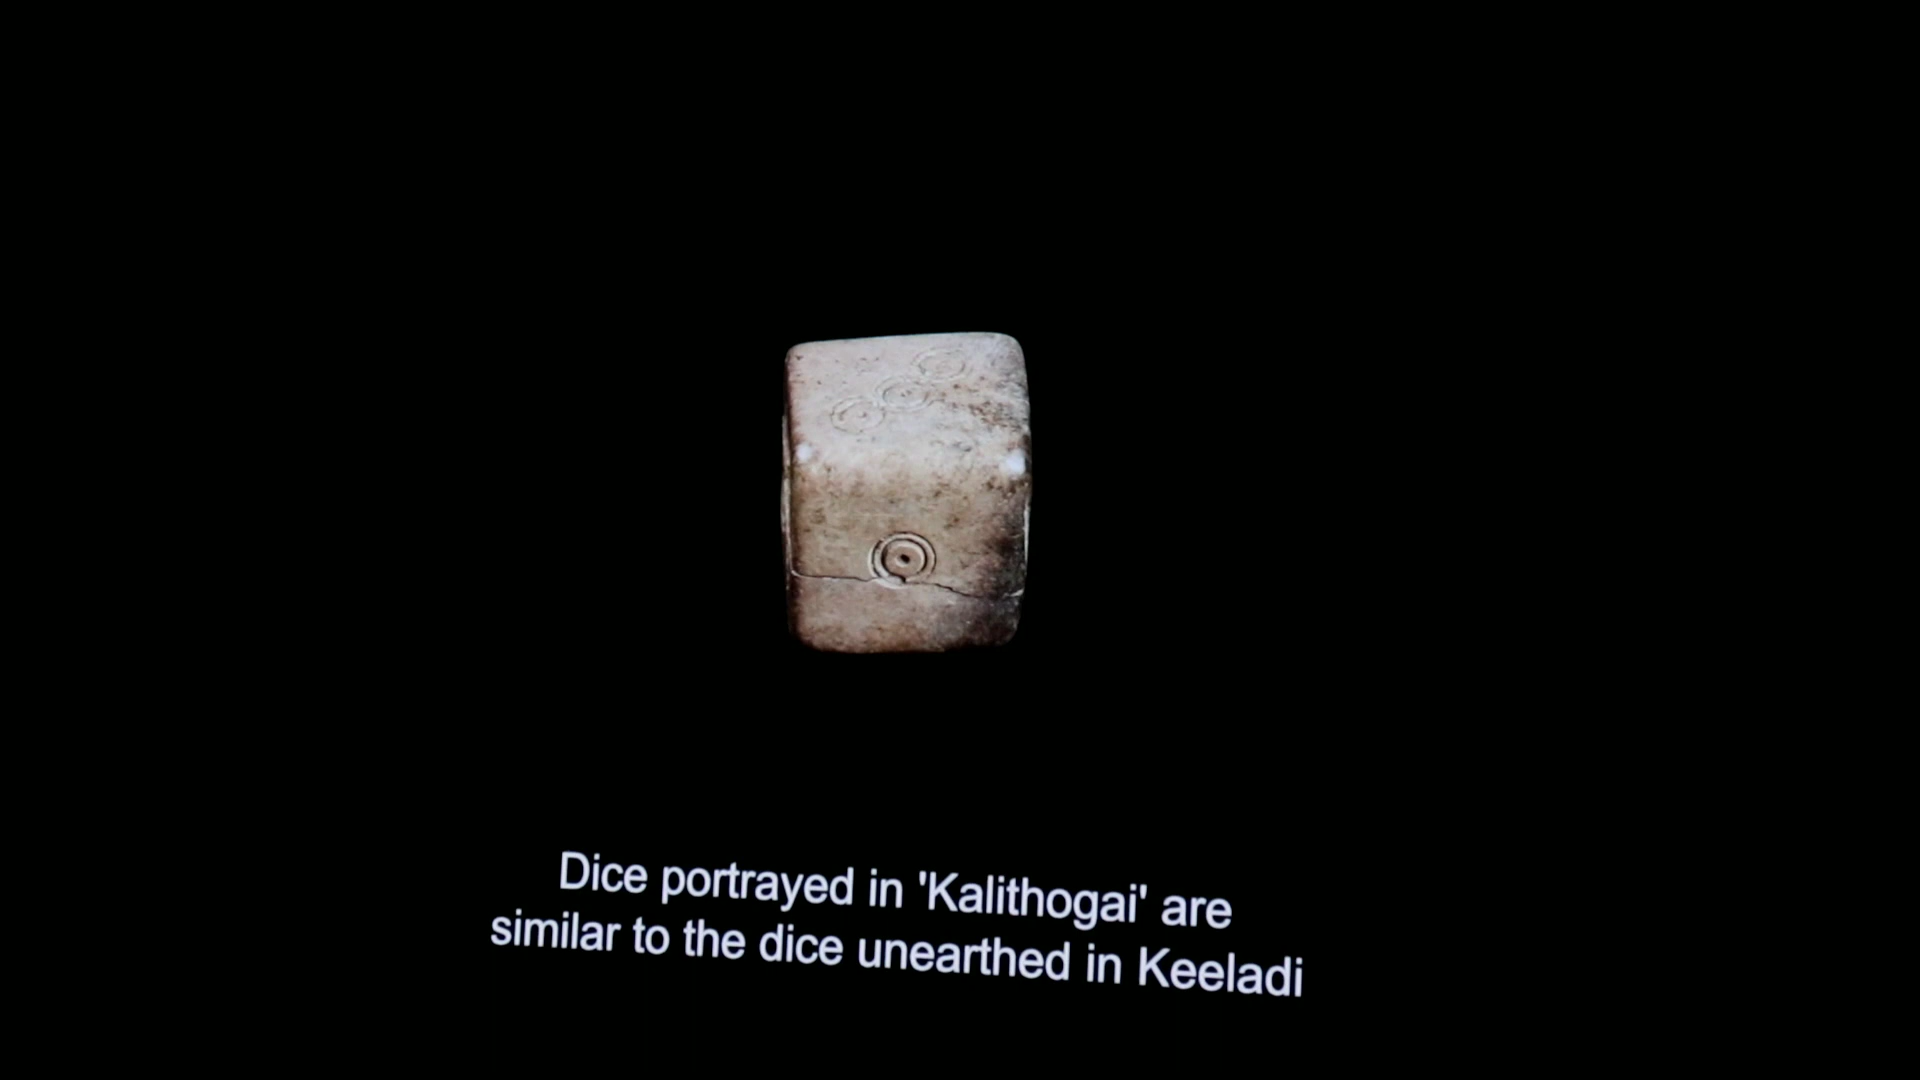 Dice portrayed in 'Kalithogai' are
similar to the dice unearthed in Keeladi